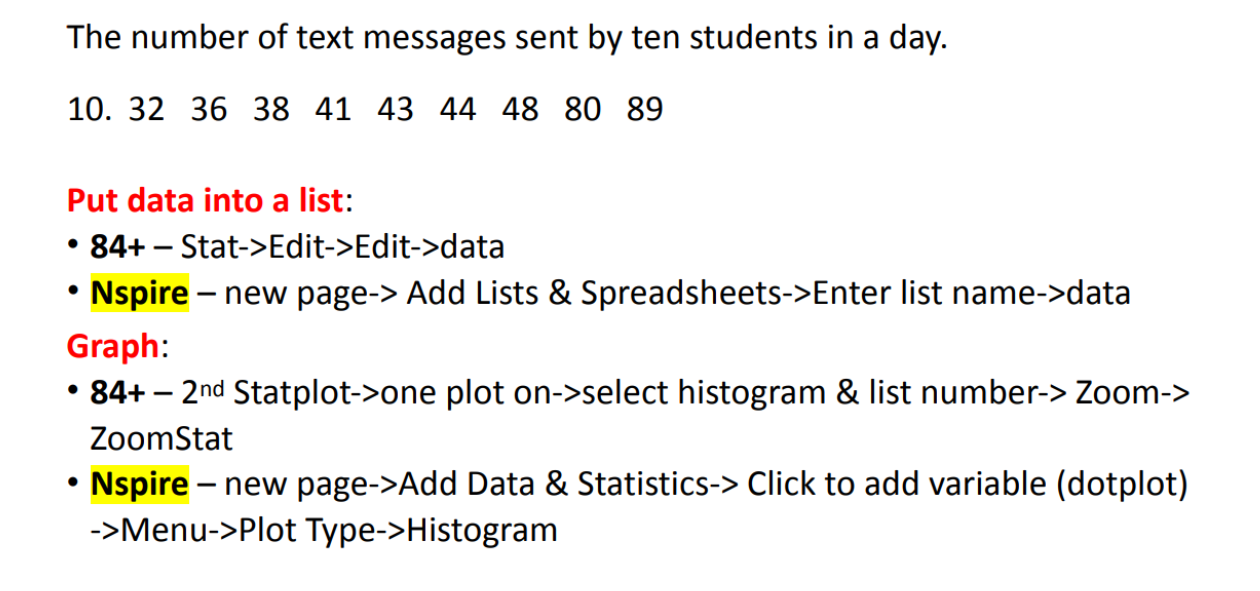 The number of text messages sent by ten students in a day.
10. 32 36 38 41 43 44 48 80 89
Put data into a list:
• 84+ – Stat->Edit->Edit->data
• Nspire – new page-> Add Lists & Spreadsheets->Enter list name->data
Graph:
• 84+ – 2nd Statplot->one plot on->select histogram & list number-> Zoom->
ZoomStat
• Nspire – new page->Add Data & Statistics-> Click to add variable (dotplot)
->Menu->Plot Type->Histogram